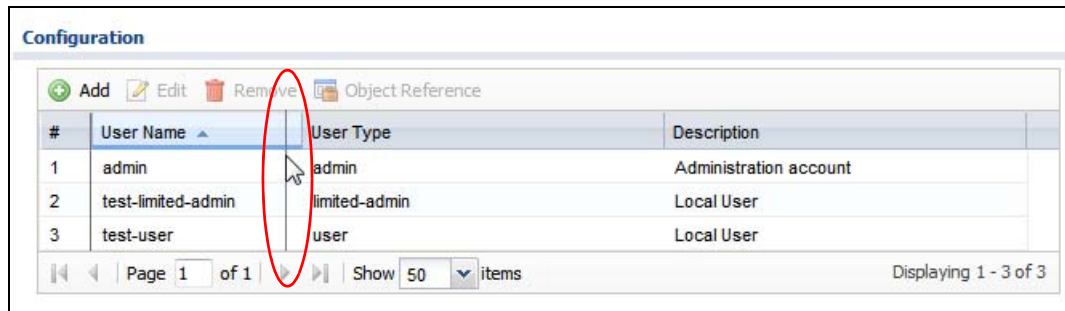 Configuration
Add Edit Remove Object Reference
# User Name User Type Description
1 admin admin Administration account
2 test-limited-admin limited-admin Local User
3 test-user user Local User
Page 1 of 1 Show 50 items Displaying 1 - 3 of 3